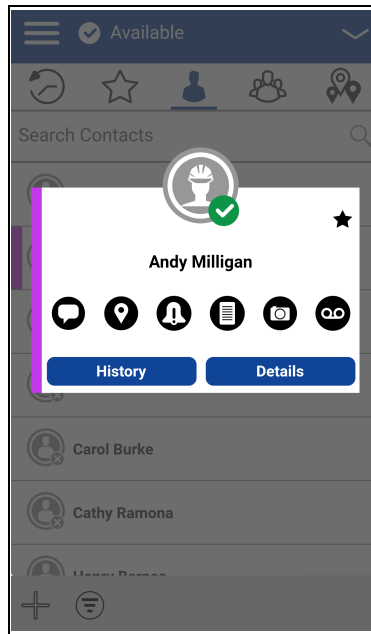 Available
Search Contacts
Andy Milligan
History
Details
Carol Burke
Cathy Ramona